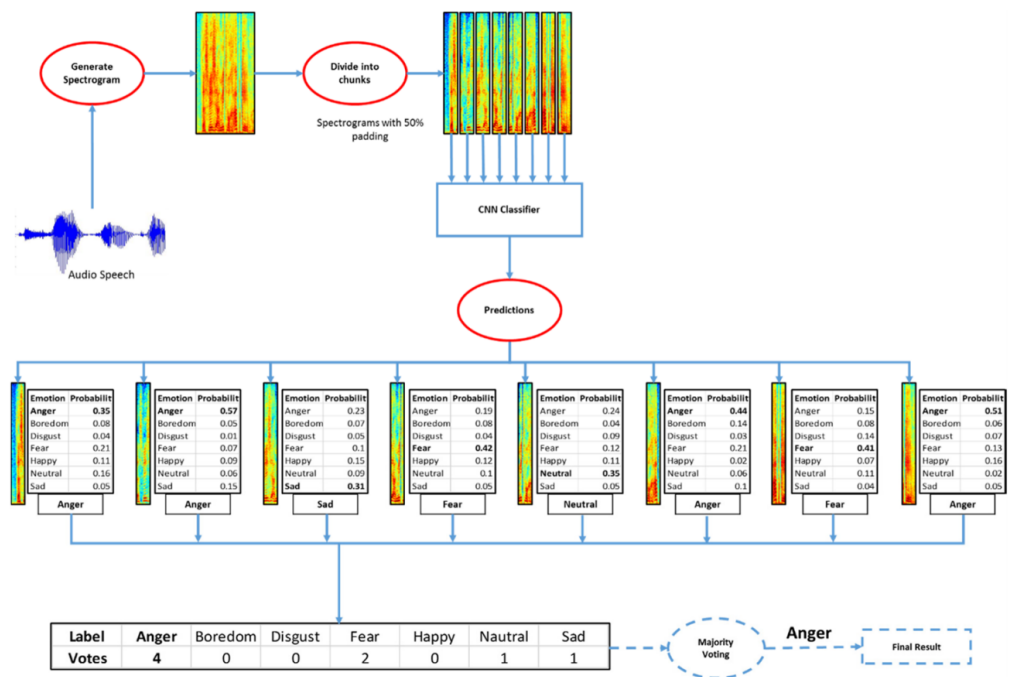 Generate
Spectrogram
Divide into
chunks
Spectrograms with 50%
padding
CNN Classifier
Audio Speech
Predictions
Emotion Probabilit
Anger 0.35
Boredom 0.08
Disgust 0.04
Fear 0.21
Happy 0.11
Neutral 0.16
Sad 0.05
Anger
Emotion Probabilit
Anger 0.57
Boredom 0.05
Disgust 0.01
Fear 0.07
Happy 0.09
Neutral 0.06
Sad 0.15
Anger
Emotion Probabilit
Anger 0.23
Boredom 0.07
Disgust 0.05
Fear 0.1
Happy 0.15
Neutral 0.09
Sad 0.31
Sad
Emotion Probabilit
Anger 0.19
Boredom 0.08
Disgust 0.04
Fear 0.42
Happy 0.12
Neutral 0.1
Sad 0.05
Fear
Emotion Probabilit
Anger 0.24
Boredom 0.04
Disgust 0.09
Fear 0.12
Happy 0.11
Neutral 0.35
Sad 0.05
Neutral
Emotion Probabilit
Anger 0.44
Boredom 0.14
Disgust 0.03
Fear 0.21
Happy 0.02
Neutral 0.06
Sad 0.1
Anger
Emotion Probabilit
Anger 0.15
Boredom 0.08
Disgust 0.14
Fear 0.41
Happy 0.07
Neutral 0.11
Sad 0.04
Fear
Emotion Probabilit
Anger 0.51
Boredom 0.06
Disgust 0.07
Fear 0.13
Happy 0.16
Neutral 0.02
Sad 0.05
Anger
Label Anger Boredom Disgust Fear Happy Nautral Sad
Votes 4 0 0 2 0 1 1
Majority
Voting
Anger
Final Result